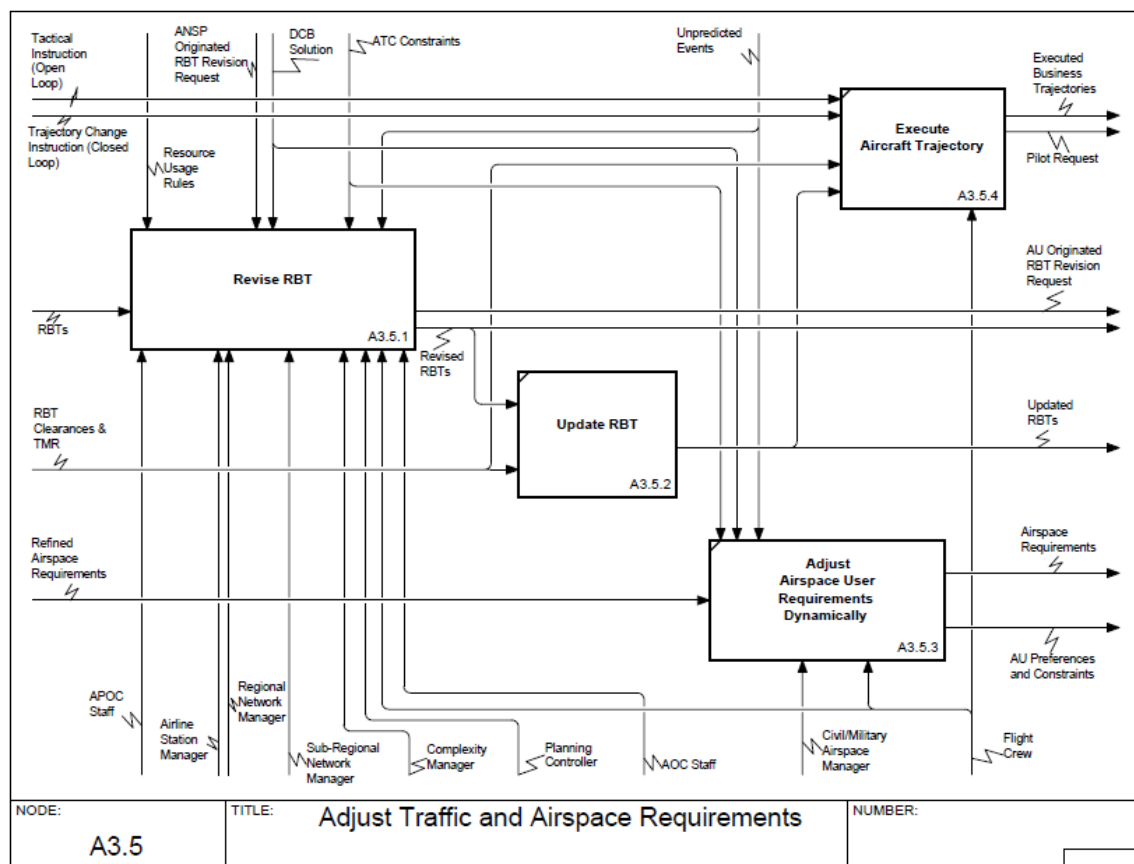 Tactical
Instruction
(Open
Loop)
ANSP
Originated
RBT Revision
Request
DCB
Solution
ATC Constraints
Unpredicted
Events
Executed
Business
Trajectories
Trajectory Change
Instruction (Closed
Loop)
Resource
Usage
Rules
Execute
Aircraft Trajectory
A3.5.4
Pilot Request
Revise RBT
A3.5.1
AU Originated
RBT Revision
Request
RBTs
Revised
RBTs
RBT
Clearances &
TMR
Update RBT
A3.5.2
Updated
RBTs
Refined
Airspace
Requirements
Adjust
Airspace User
Requirements
Dynamically
A3.5.3
Airspace
Requirements
AU Preferences
and Constraints
APOC
Staff
Airline
Station
Manager
Regional
Network
Manager
Sub-Regional
Network
Manager
Complexity
Manager
Planning
Controller
AOC Staff
Civil/Military
Airspace
Manager
Flight
Crew
NODE:
A3.5
TITLE:
Adjust Traffic and Airspace Requirements
NUMBER: